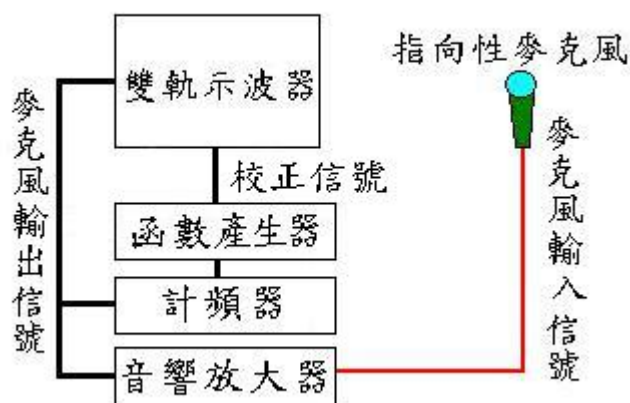 雙軌示波器
指向性麥克風
校正信號
函數產生器
計頻器
音響放大器
麥克風輸出信號
麥克風輸入信號